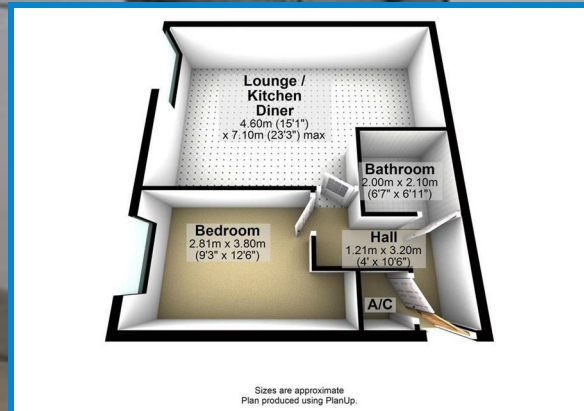 Lounge /
Kitchen
Diner
4.60m (15'1")
x 7.10m (23'3") max
Bathroom
2.00m x 2.10m
(6'7" x 6'11")
Bedroom
2.81m x 3.80m
(9'3" x 12'6")
Hall
1.21m x 3.20m
(4' x 10'6")
A/C
Sizes are approximate
Plan produced using PlanUp.